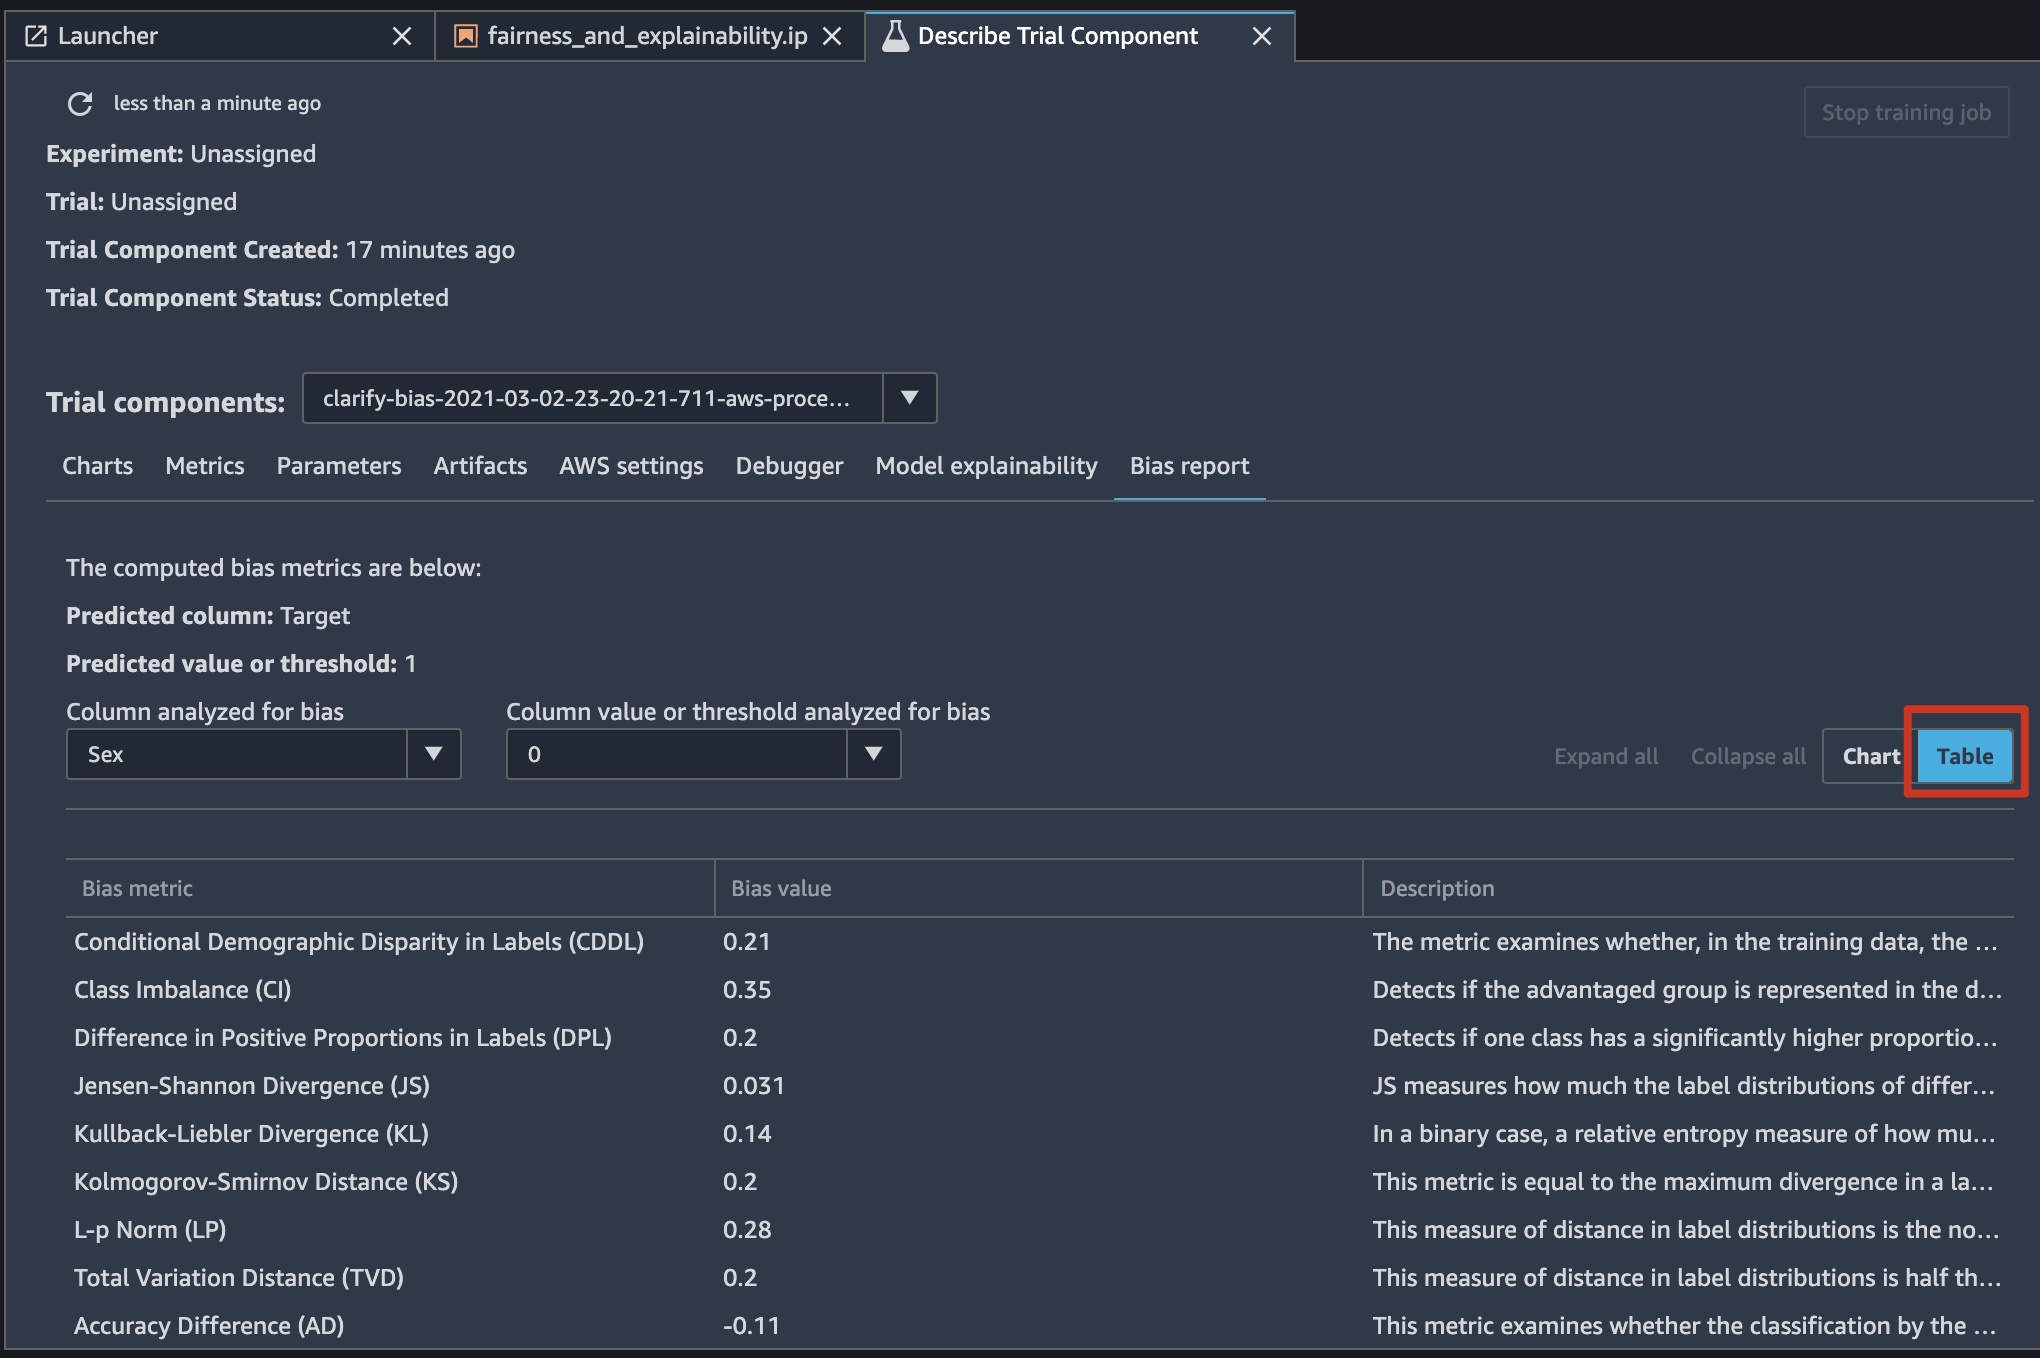 Launcher
fairness_and_explainability.ip
Describe Trial Component
less than a minute ago
Stop training job
Experiment: Unassigned
Trial: Unassigned
Trial Component Created: 17 minutes ago
Trial Component Status: Completed
Trial components: clarify-bias-2021-03-02-23-20-21-711-aws-proce...
Charts Metrics Parameters Artifacts AWS settings Debugger Model explainability Bias report
The computed bias metrics are below:
Predicted column: Target
Predicted value or threshold: 1
Column analyzed for bias
Column value or threshold analyzed for bias
Sex
0
Expand all Collapse all Chart Table
Bias metric Bias value Description
Conditional Demographic Disparity in Labels (CDDL) 0.21 The metric examines whether, in the training data, the ...
Class Imbalance (CI) 0.35 Detects if the advantaged group is represented in the d...
Difference in Positive Proportions in Labels (DPL) 0.2 Detects if one class has a significantly higher proportio...
Jensen-Shannon Divergence (JS) 0.031 JS measures how much the label distributions of differ...
Kullback-Liebler Divergence (KL) 0.14 In a binary case, a relative entropy measure of how mu...
Kolmogorov-Smirnov Distance (KS) 0.2 This metric is equal to the maximum divergence in a la...
L-p Norm (LP) 0.28 This measure of distance in label distributions is the no...
Total Variation Distance (TVD) 0.2 This measure of distance in label distributions is half th...
Accuracy Difference (AD) -0.11 This metric examines whether the classification by the ...